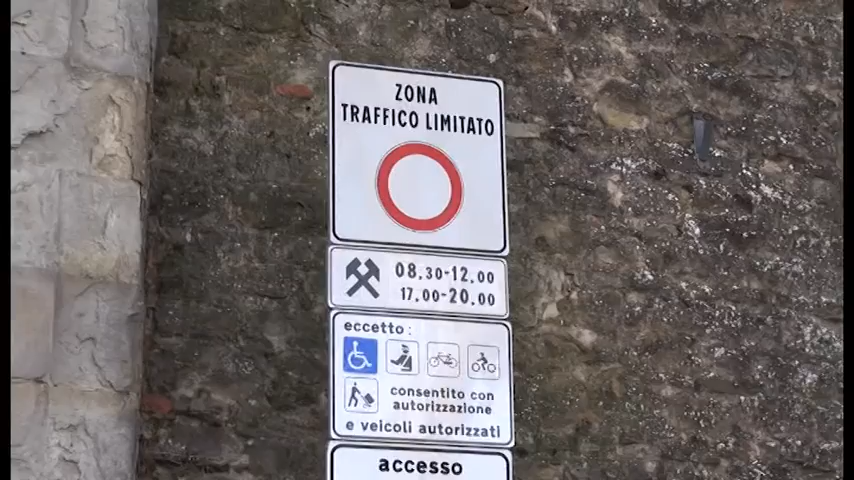 ZONA
TRAFFICO LIMITATO
08.30-12.00
17.00-20.00
eccetto:
consentito con
autorizzazione
e veicoli autorizzati
accesso